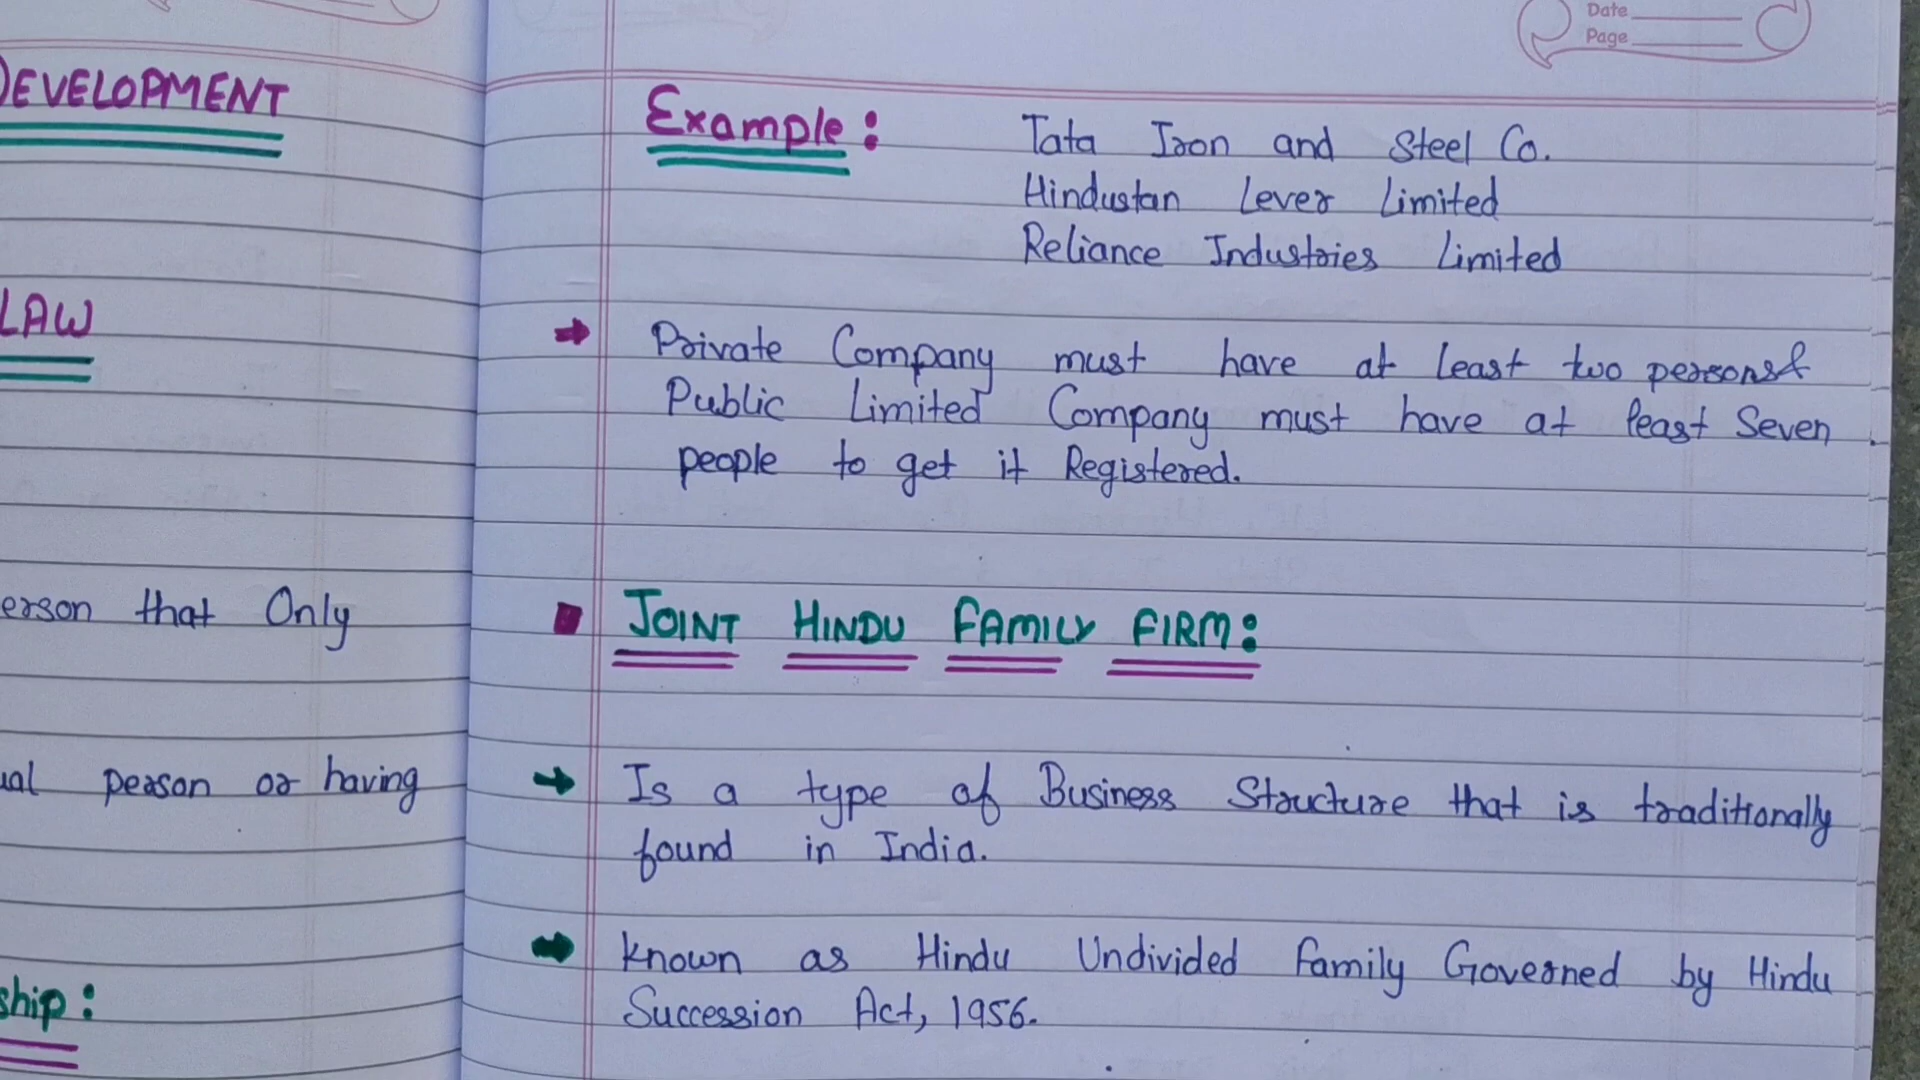 DEVELOPMENT
LAW
erson that Only
ual person or having
ship:
Date
Page
Example: Tata Iron and Steel Co.
Hindustan Lever Limited
Reliance Industries Limited
Private Company must have at least two persons&
Public Limited Company must have at least Seven
people to get it Registered.
JOINT HINDU FAMILY FIRM:
Is a type of Business Structure that is traditionally
found in India.
Known as Hindu Undivided Family Governed by Hindu
Succession Act, 1956.